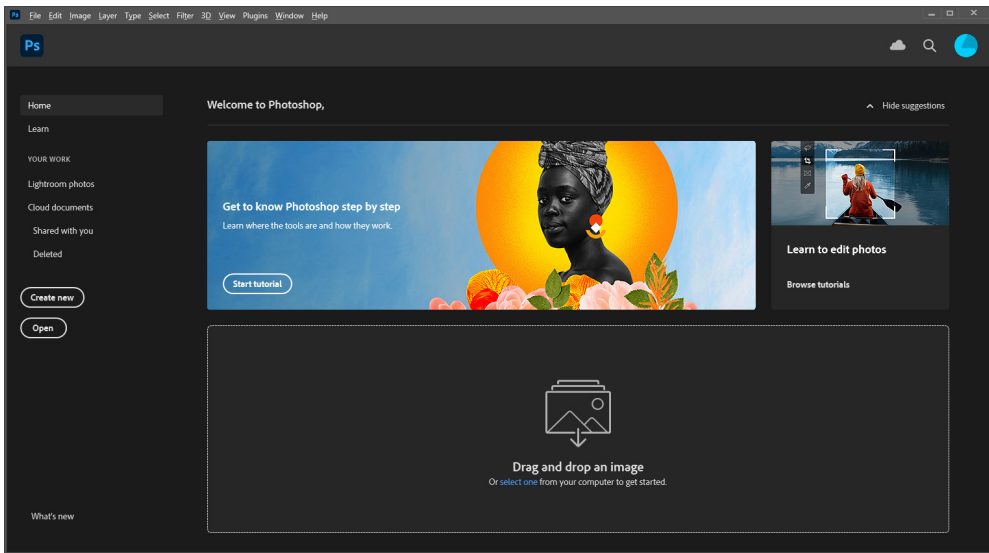 Ps File Edit Image Layer Type Select Filter 3D View Plugins Window Help
Ps
Home
Learn
YOUR WORK
Lightroom photos
Cloud documents
Shared with you
Deleted
Create new
Open
What's new
Welcome to Photoshop,
Hide suggestions
Get to know Photoshop step by step
Learn where the tools are and how they work.
Start tutorial
Learn to edit photos
Browse tutorials
Drag and drop an image
Or select one from your computer to get started.